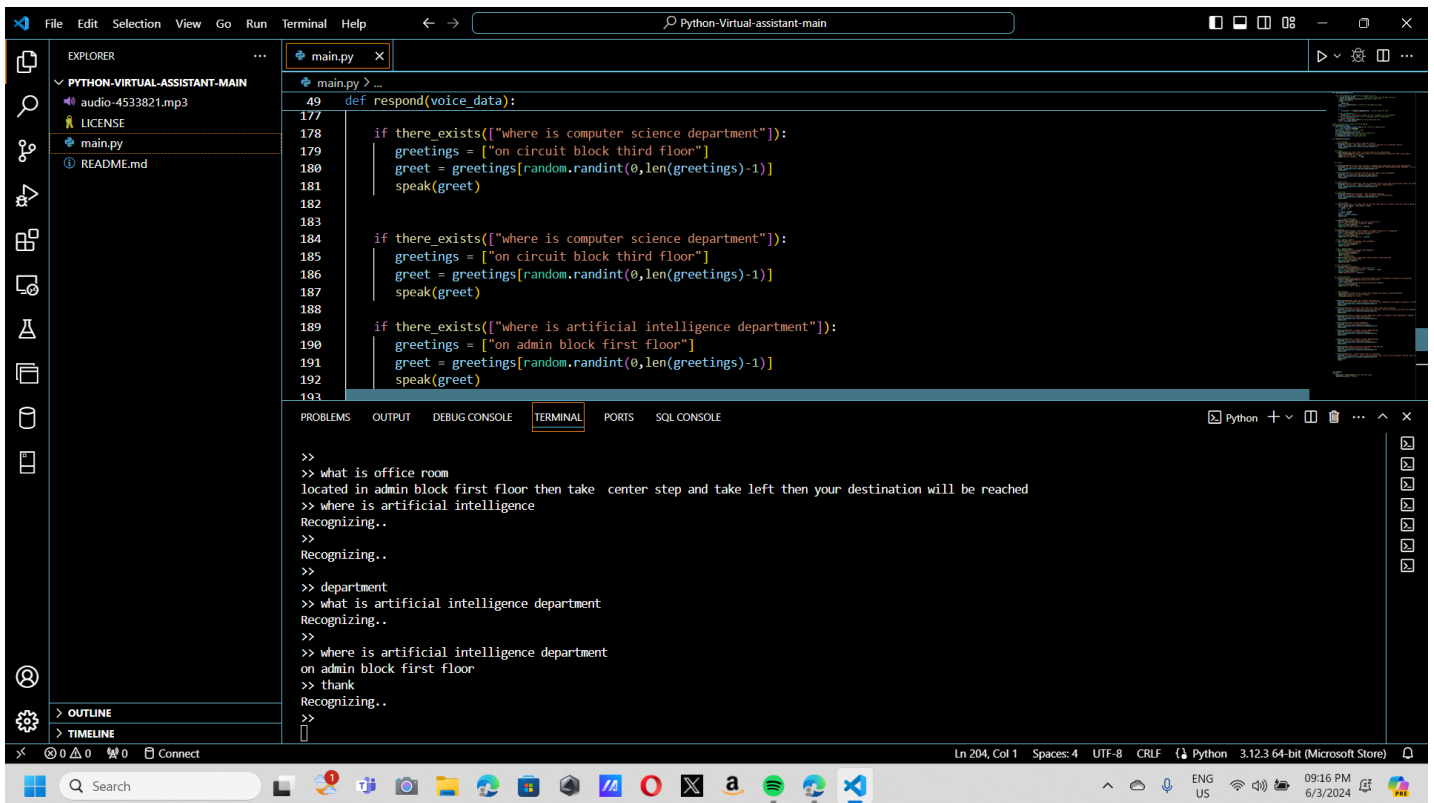 File Edit Selection View Go Run Terminal Help
Python-Virtual-assistant-main
EXPLORER
PYTHON-VIRTUAL-ASSISTANT-MAIN
audio-4533821.mp3
LICENSE
main.py
README.md
OUTLINE
TIMELINE
main.py
main.py > ...
49 def respond(voice_data):
177
178 if there_exists(["where is computer science department"]):
179 greetings = ["on circuit block third floor"]
180 greet = greetings[random.randint(0,len(greetings)-1)]
181 speak(greet)
182
183
184 if there_exists(["where is computer science department"]):
185 greetings = ["on circuit block third floor"]
186 greet = greetings[random.randint(0,len(greetings)-1)]
187 speak(greet)
188
189 if there_exists(["where is artificial intelligence department"]):
190 greetings = ["on admin block first floor"]
191 greet = greetings[random.randint(0,len(greetings)-1)]
192 speak(greet)
193
PROBLEMS OUTPUT DEBUG CONSOLE TERMINAL PORTS SQL CONSOLE
Python
>>
>> what is office room
located in admin block first floor then take  center step and take left then your destination will be reached
>> where is artificial intelligence
Recognizing..
>>
Recognizing..
>>
>> department
>> what is artificial intelligence department
Recognizing..
>>
>> where is artificial intelligence department
on admin block first floor
>> thank
Recognizing..
>>
0 0 0 Connect
Ln 204, Col 1 Spaces: 4 UTF-8 CRLF Python 3.12.3 64-bit (Microsoft Store)
Search
1
ENG
US
09:16 PM
6/3/2024
PRE